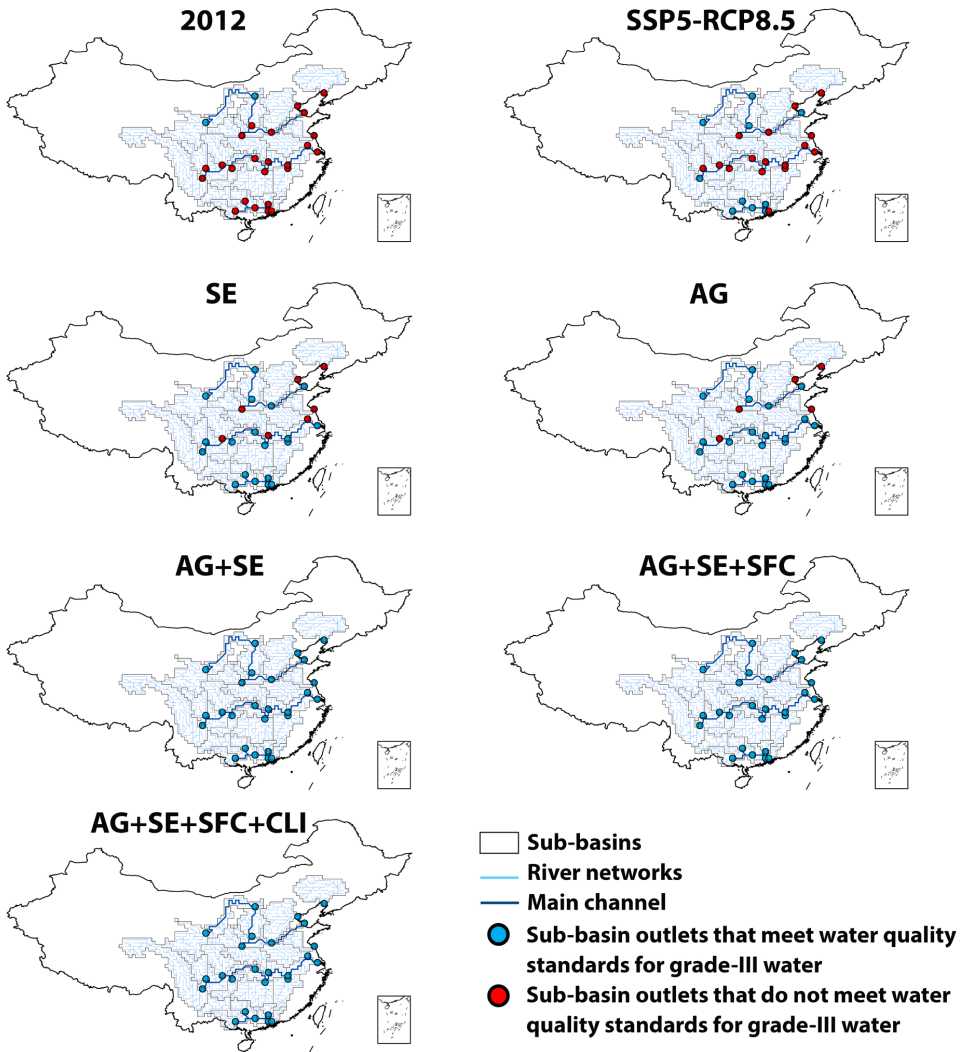 2012
SSP5-RCP8.5
SE
AG
AG+SE
AG+SE+SFC
AG+SE+SFC+CLI
Sub-basins
River networks
Main channel
Sub-basin outlets that meet water quality
standards for grade-III water
Sub-basin outlets that do not meet water
quality standards for grade-III water